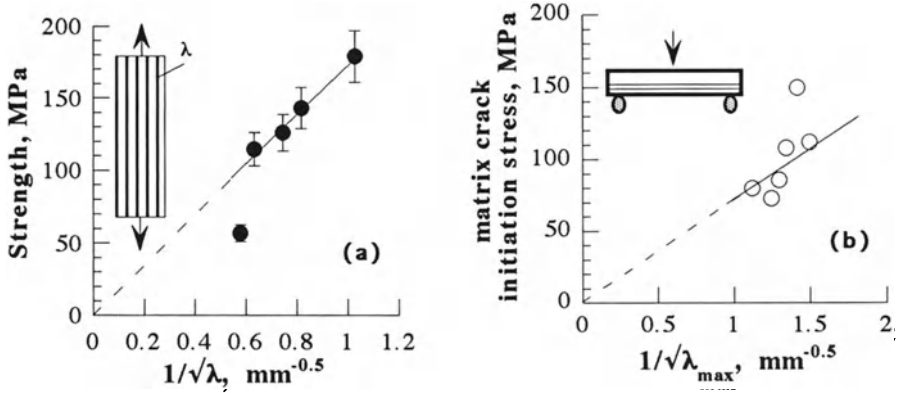 Strength, MPa
200
150
100
50
0
λ
(a)
0 0.2 0.4 0.6 0.8 1 1.2
1/√λ, mm^-0.5
matrix crack
initiation stress, MPa
200
150
100
50
0
(b)
0 0.5 1 1.5 2.
1/√λmax, mm^-0.5